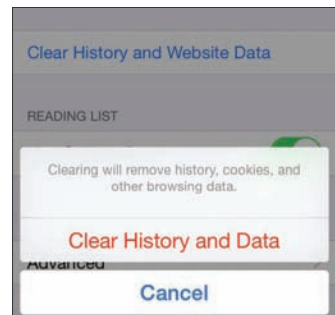 Clear History and Website Data
READING LIST
Clearing will remove history, cookies, and
other browsing data.
Clear History and Data
Advanced
Cancel